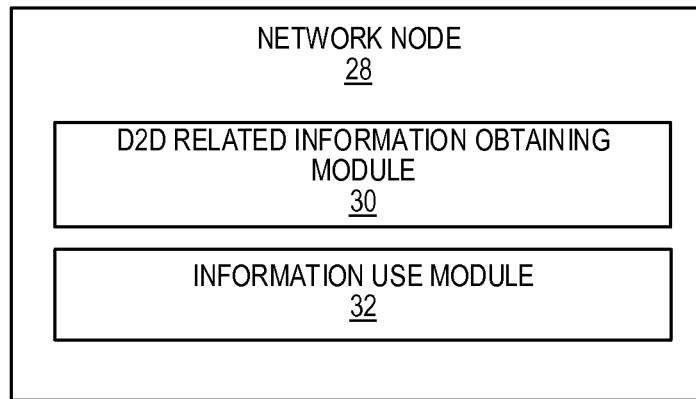 NETWORK NODE
28
D2D RELATED INFORMATION OBTAINING
MODULE
30
INFORMATION USE MODULE
32